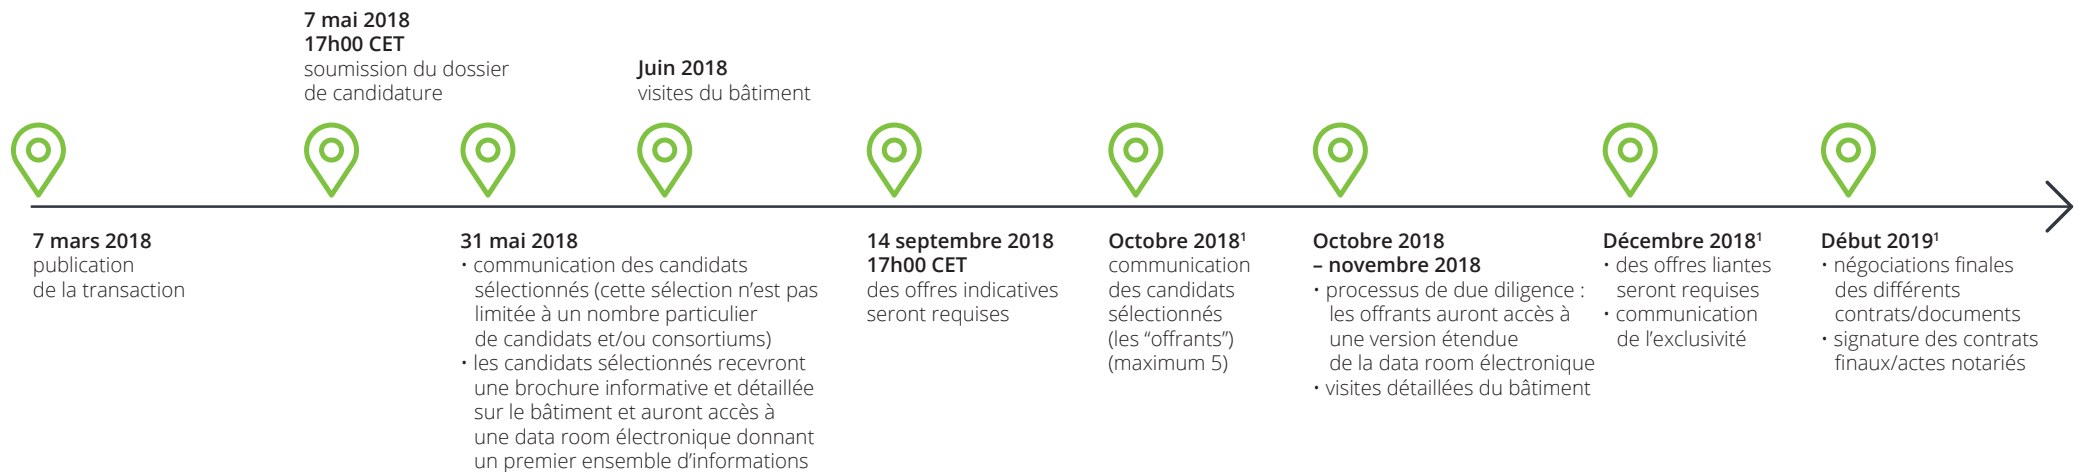 7 mai 2018
17h00 CET
soumission du dossier
de candidature
Juin 2018
visites du bâtiment
7 mars 2018
publication
de la transaction
31 mai 2018
• communication des candidats
sélectionnés (cette sélection n’est pas
limitée à un nombre particulier
de candidats et/ou consortiums)
• les candidats sélectionnés recevront
une brochure informative et détaillée
sur le bâtiment et auront accès à
une data room électronique donnant
un premier ensemble d’informations
14 septembre 2018
17h00 CET
des offres indicatives
seront requises
Octobre 2018¹
communication
des candidats
sélectionnés
(les “offrants”)
(maximum 5)
Octobre 2018
– novembre 2018
• processus de due diligence :
les offrants auront accès à
une version étendue
de la data room électronique
• visites détaillées du bâtiment
Décembre 2018¹
• des offres liantes
seront requises
• communication
de l’exclusivité
Début 2019¹
• négociations finales
des différents
contrats/documents
• signature des contrats
finaux/actes notariés